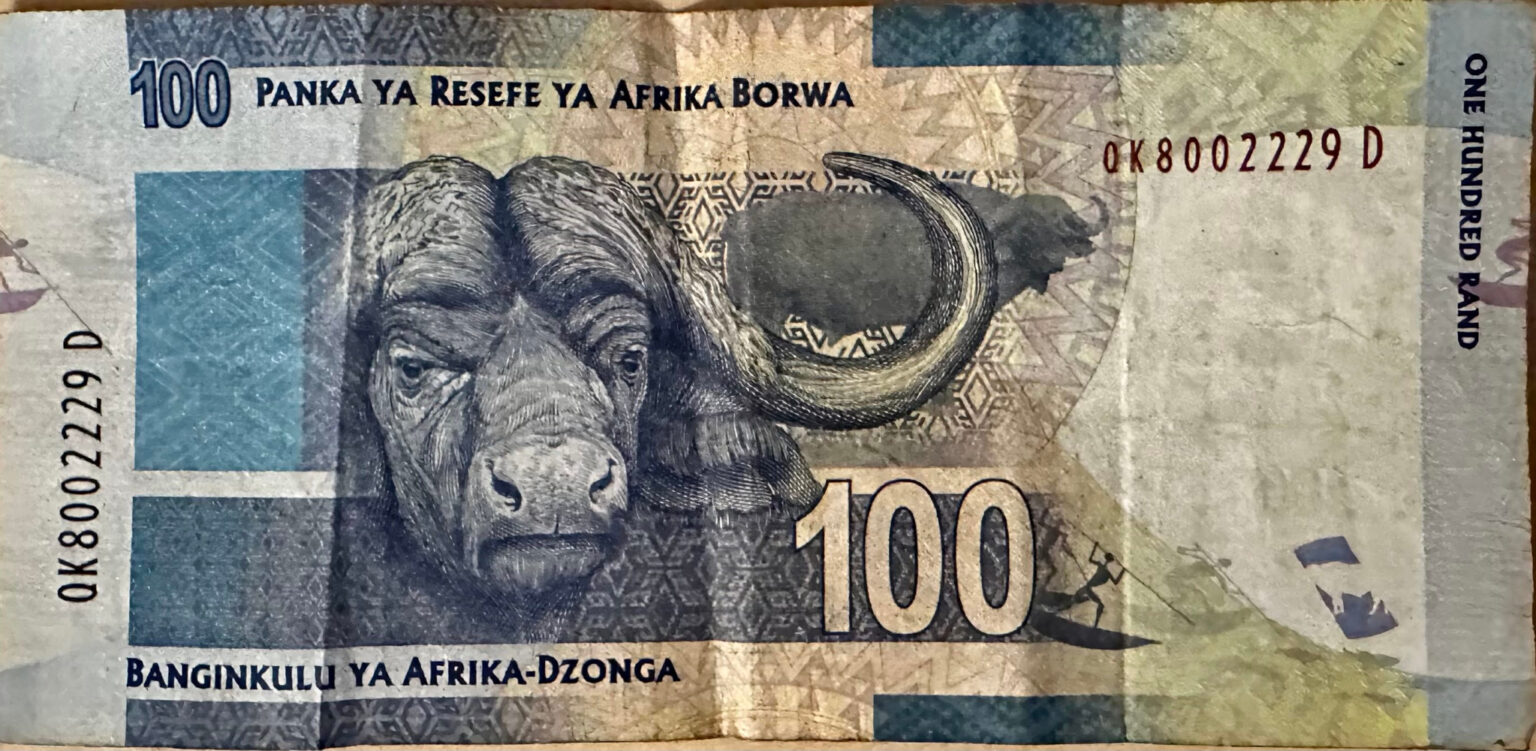 100 PANKA YA RESEFE YA AFRIKA BORWA
QK8002229 D
ONE HUNDRED RAND
QK8002229 D
100
BANGINKULU YA AFRIKA-DZONGA